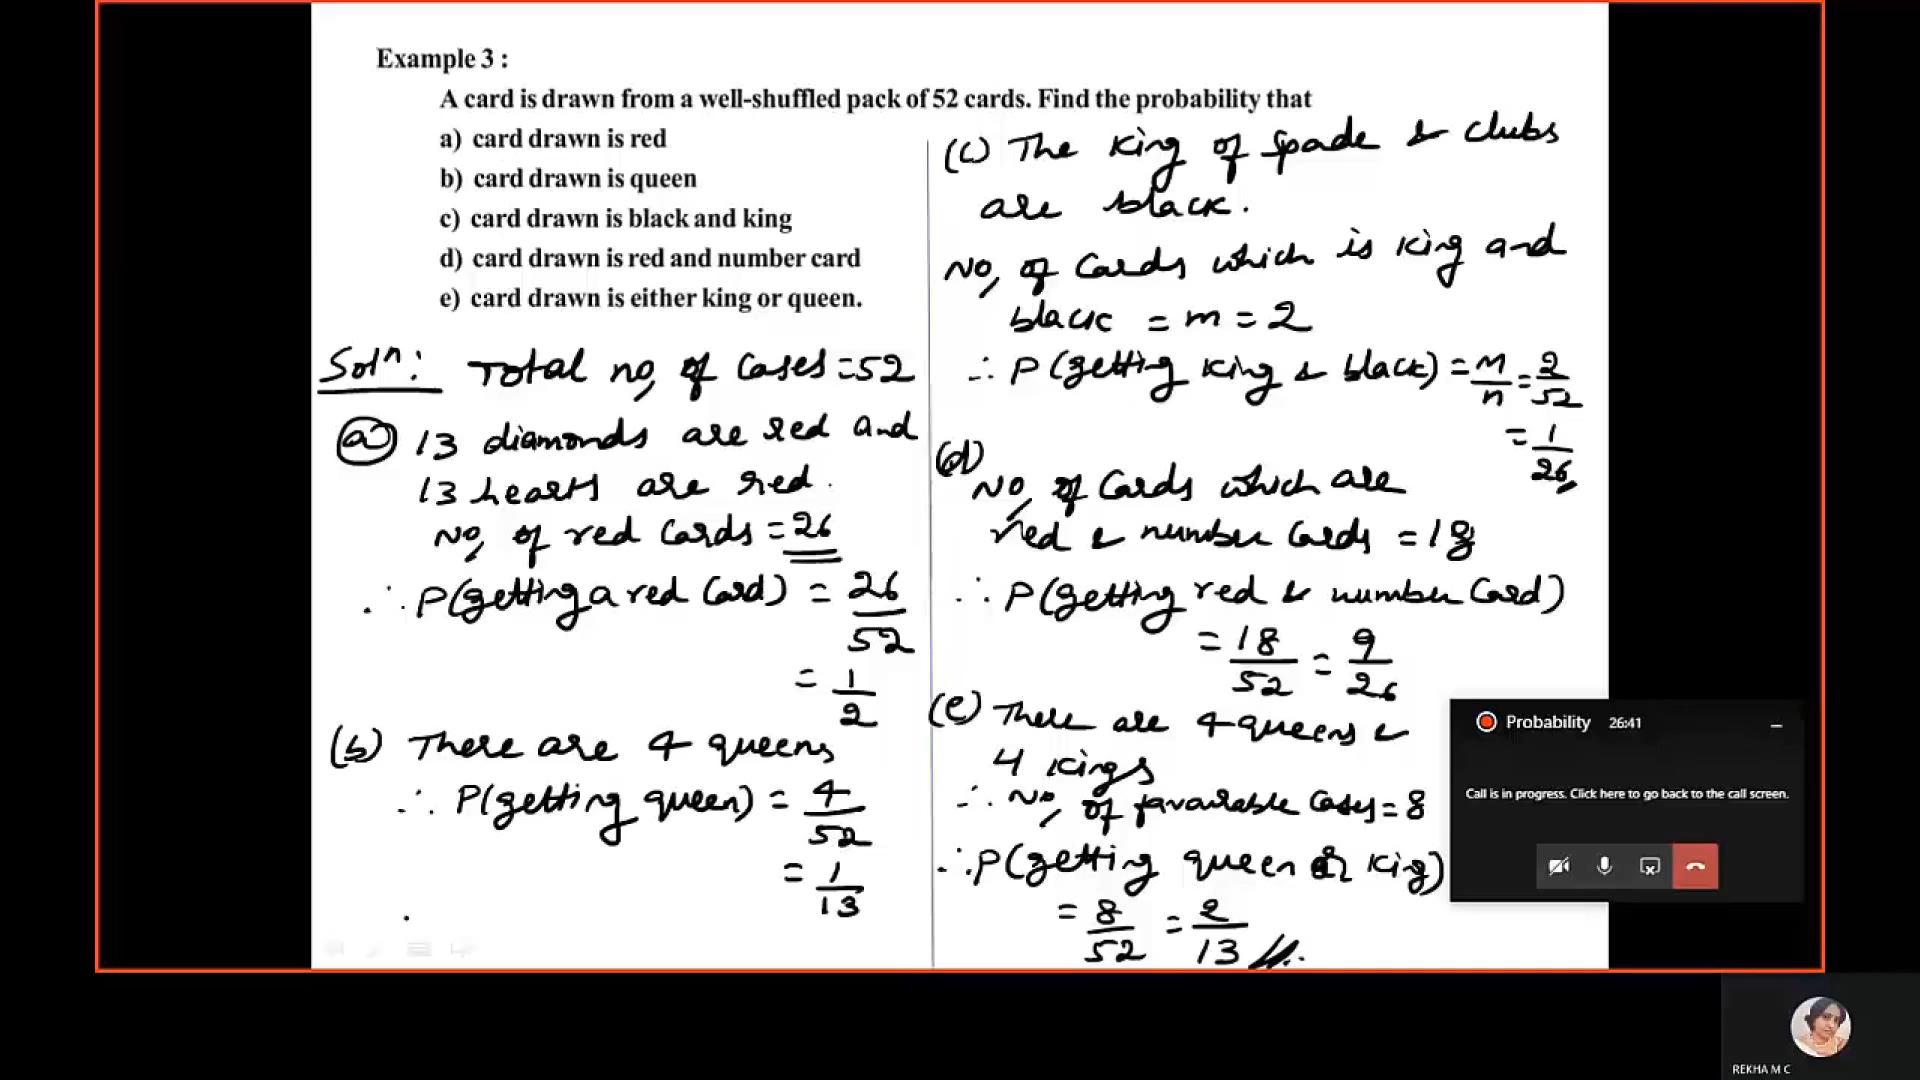 Example 3 :
A card is drawn from a well-shuffled pack of 52 cards. Find the probability that
a) card drawn is red
b) card drawn is queen
c) card drawn is black and king
d) card drawn is red and number card
e) card drawn is either king or queen.
Solⁿ: Total no, of cases = 52
(a) 13 diamonds are red and
13 hearts are red.
No, of red cards = 26
∴ P(getting a red card) = 26/52
= 1/2
(b) There are 4 queens
∴ P(getting queen) = 4/52
= 1/13
(c) The king of spade & clubs
are black.
No, of cards which is king and
black = m = 2
∴ P(getting king & black) = m/n = 2/52
= 1/26
(d)
No, of cards which are
red & number cards = 18
∴ P(getting red & number card)
= 18/52 = 9/26
(e) There are 4 queens &
4 kings
∴ No, of favourable cases = 8
∴ P(getting queen or king)
= 8/52 = 2/13
Probability 26:41
Call is in progress. Click here to go back to the call screen.
REKHA M C